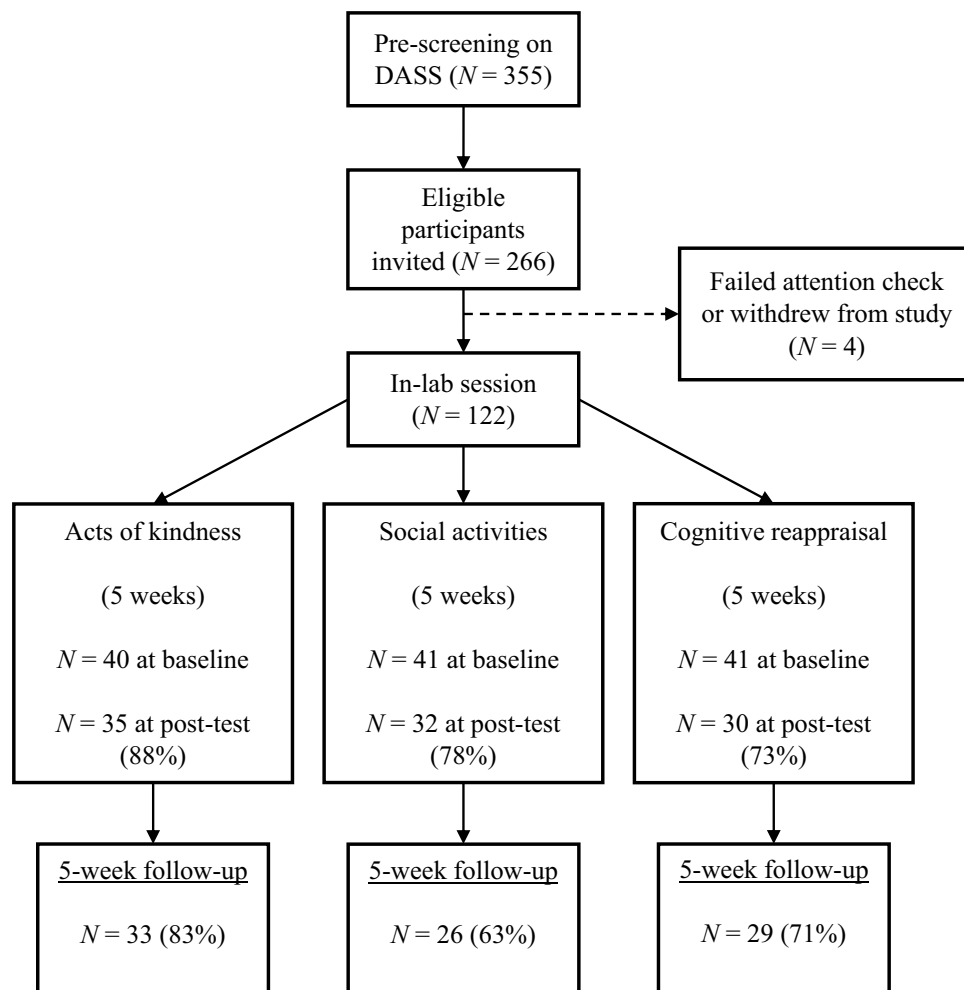 Pre-screening on
DASS (N = 355)
Eligible
participants
invited (N = 266)
Failed attention check
or withdrew from study
(N = 4)
In-lab session
(N = 122)
Acts of kindness
(5 weeks)
N = 40 at baseline
N = 35 at post-test
(88%)
Social activities
(5 weeks)
N = 41 at baseline
N = 32 at post-test
(78%)
Cognitive reappraisal
(5 weeks)
N = 41 at baseline
N = 30 at post-test
(73%)
5-week follow-up
N = 33 (83%)
5-week follow-up
N = 26 (63%)
5-week follow-up
N = 29 (71%)